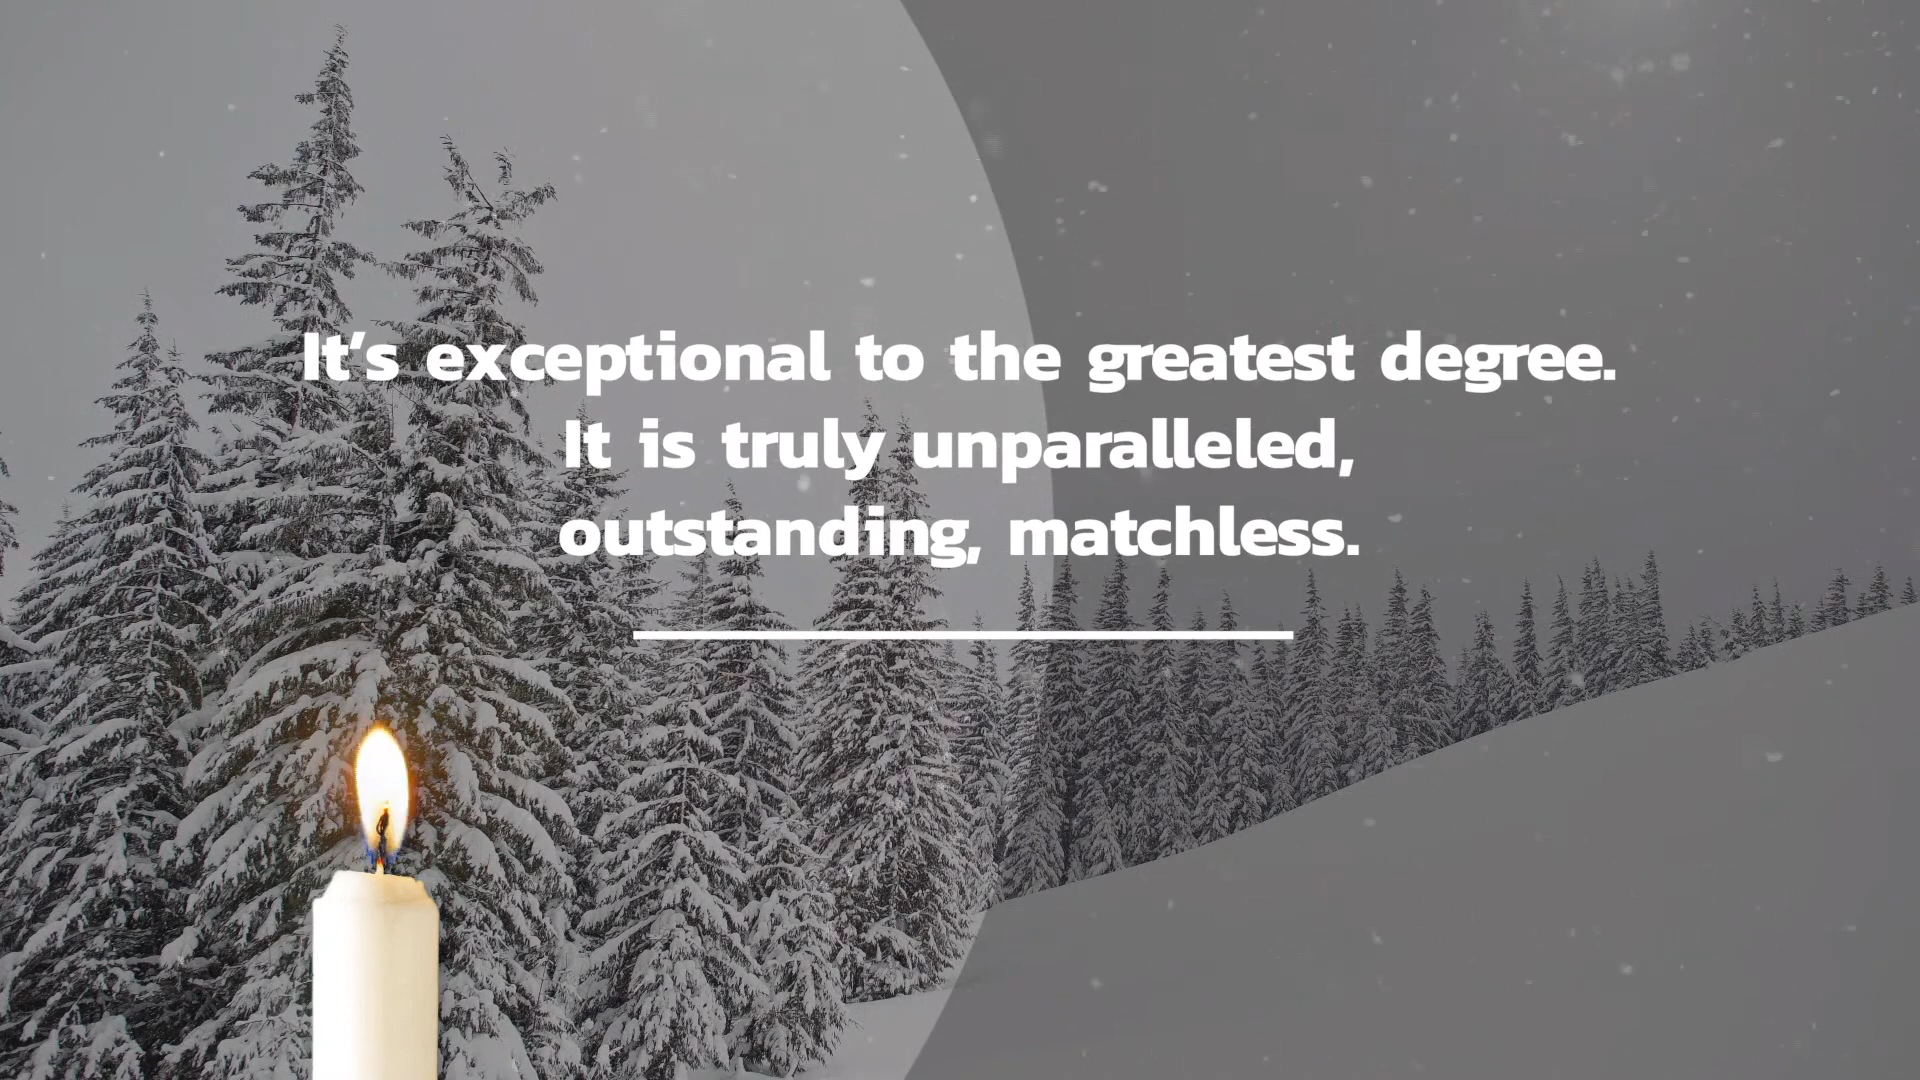 It's exceptional to the greatest degree.
It is truly unparalleled,
outstanding, matchless.